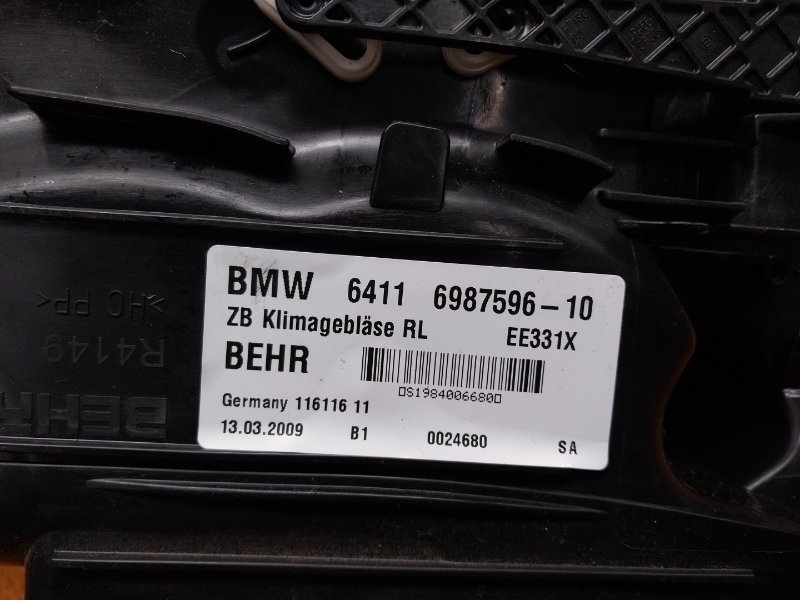 BMW 6411 6987596-10
ZB Klimagebläse RL EE331X
BEHR
S1984006680
Germany 116116 11
13.03.2009 B1 0024680 SA
>HC PP<
R4149
BEHR